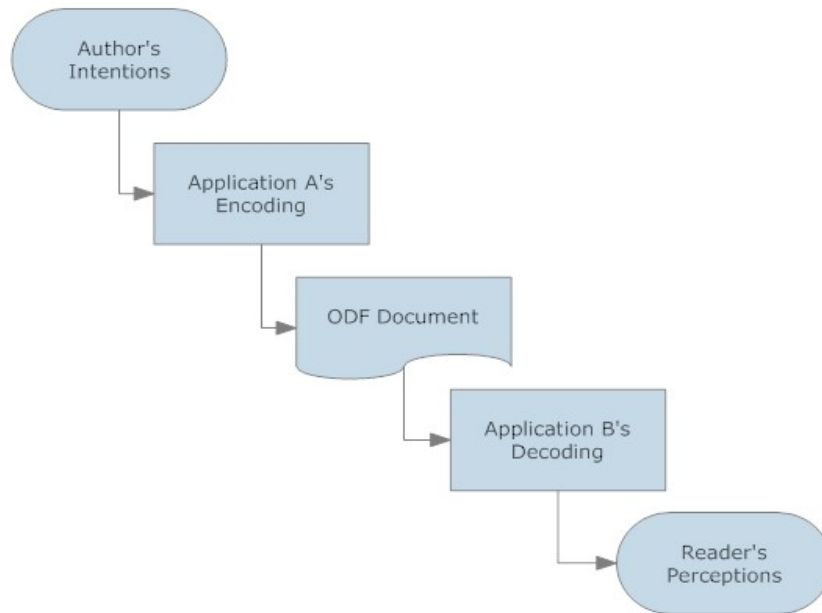 Author's
Intentions
Application A's
Encoding
ODF Document
Application B's
Decoding
Reader's
Perceptions